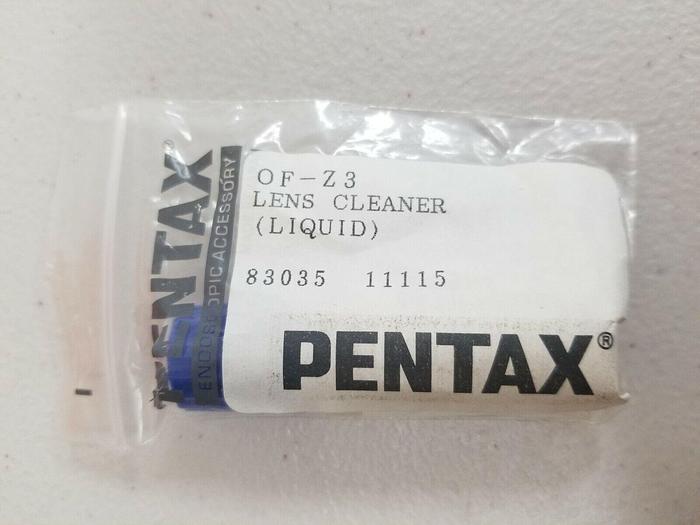 PENTAX®
ENDOSCOPIC ACCESSORY
OF-Z3
LENS CLEANER
(LIQUID)
83035 11115
PENTAX®